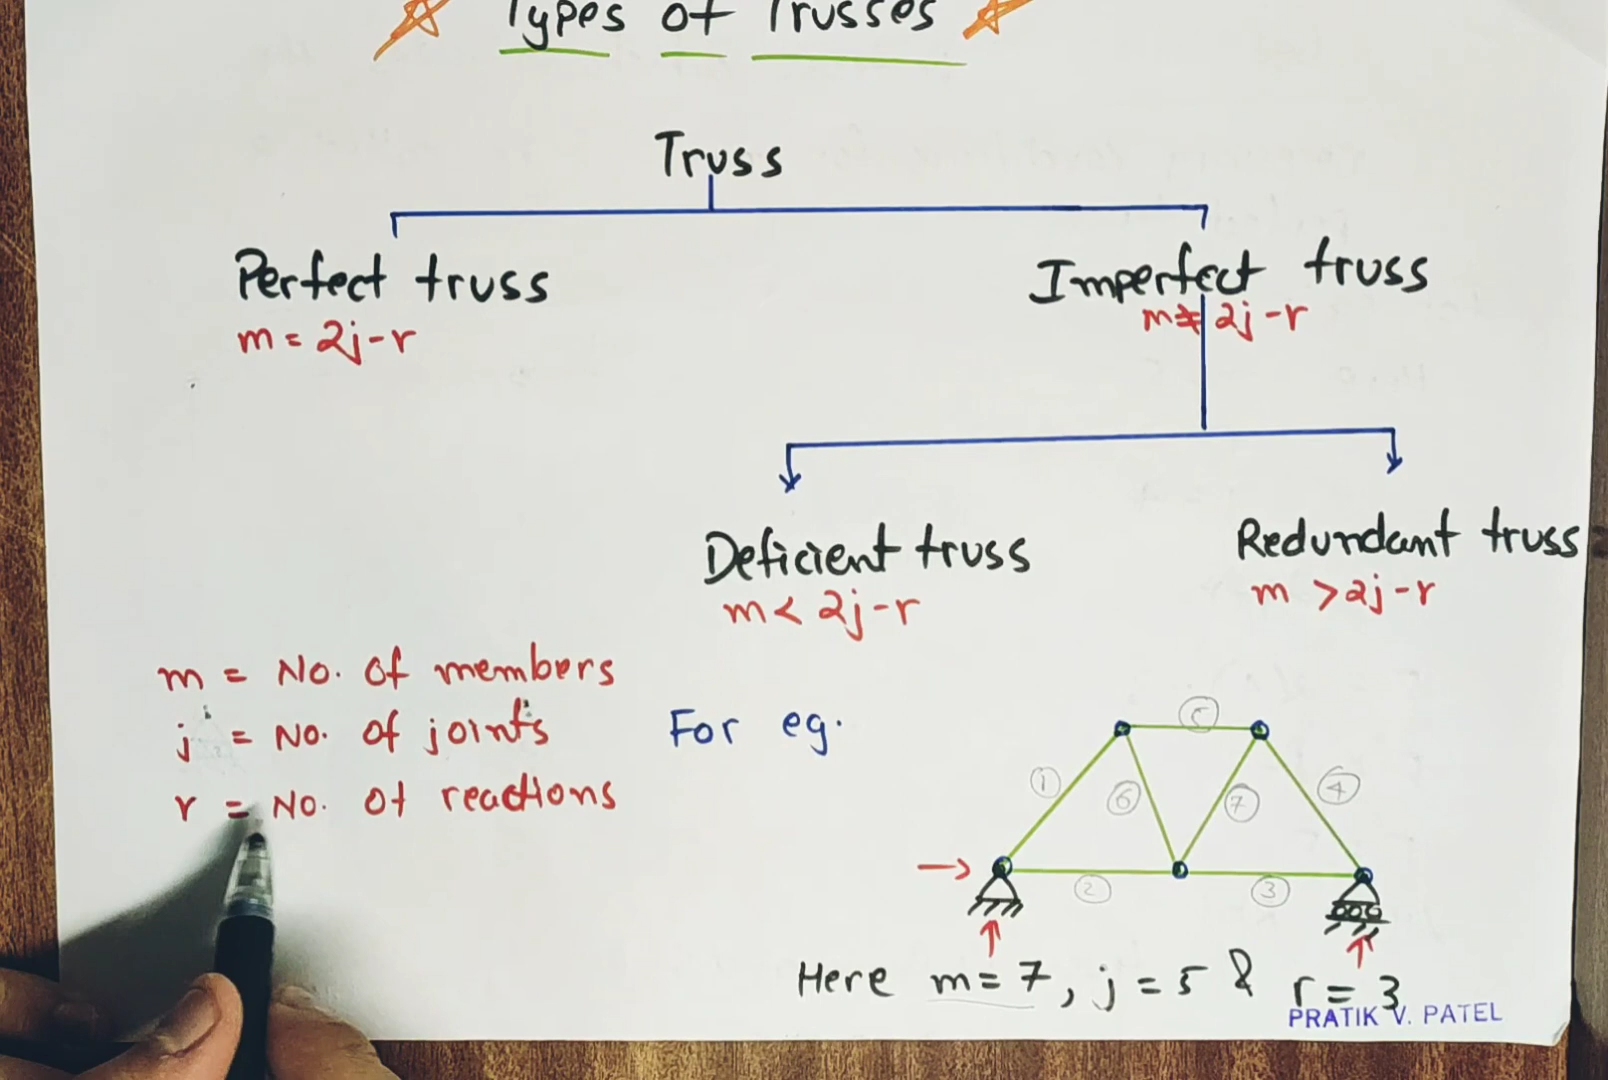 Types of Trusses
Truss
Perfect truss
m = 2j-r
Imperfect truss
m ≠ 2j-r
Deficient truss
m < 2j-r
Redundant truss
m > 2j-r
m = No. of members
j = No. of joints
r = No. of reactions
For eg.
5
1
6
7
4
2
3
Here m = 7, j = 5 & r = 3
PRATIK V. PATEL